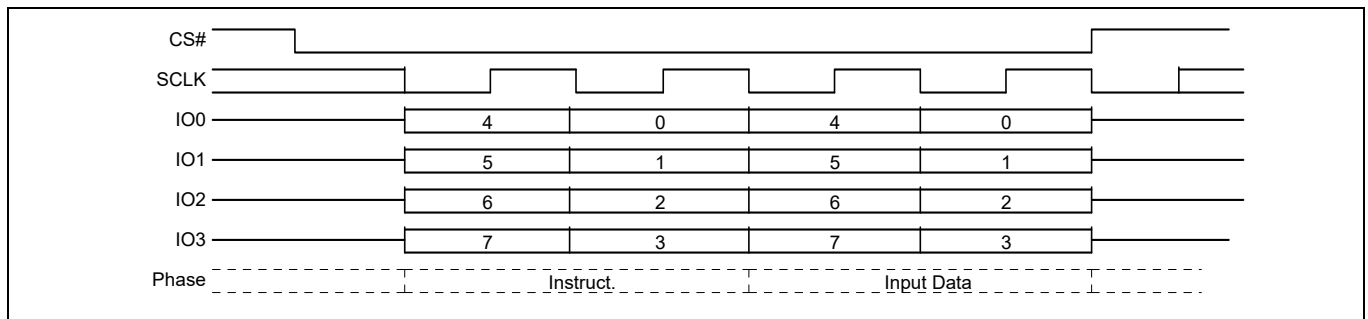 CS#
SCLK
IO0 4 0 4 0
IO1 5 1 5 1
IO2 6 2 6 2
IO3 7 3 7 3
Phase Instruct. Input Data